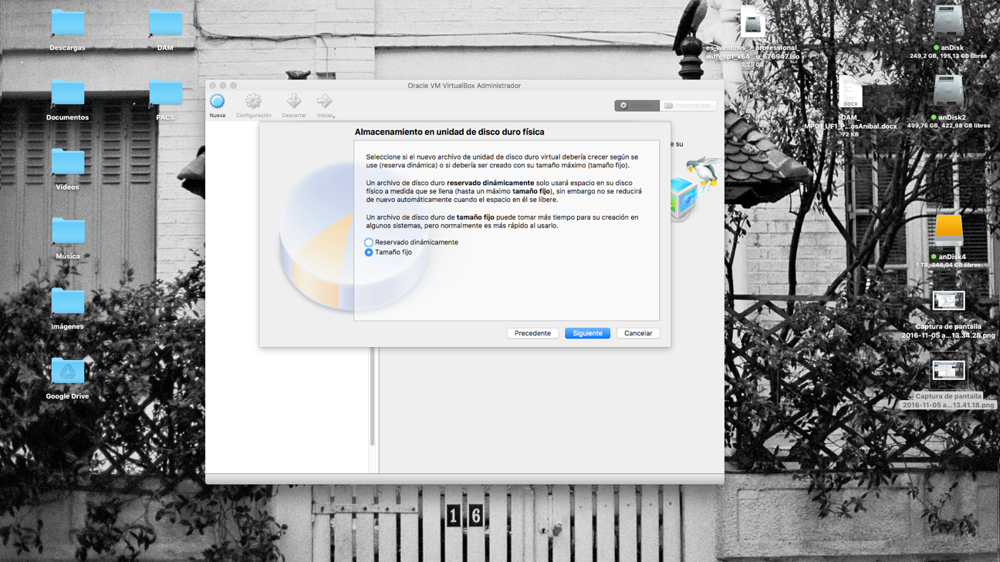 Descargas
DAM
Documentos
PACS
Vídeos
Música
Imágenes
Google Drive
Oracle VM VirtualBox Administrador
Nueva
Configuración
Descartar
Iniciar
Detalles
Instantáneas
e su
Almacenamiento en unidad de disco duro física
Seleccione si el nuevo archivo de unidad de disco duro virtual debería crecer según se
use (reserva dinámica) o si debería ser creado con su tamaño máximo (tamaño fijo).
Un archivo de disco duro reservado dinámicamente solo usará espacio en su disco
físico a medida que se llena (hasta un máximo tamaño fijo), sin embargo no se reducirá
de nuevo automáticamente cuando el espacio en él se libere.
Un archivo de disco duro de tamaño fijo puede tomar más tiempo para su creación en
algunos sistemas, pero normalmente es más rápido al usarlo.
Reservado dinámicamente
Tamaño fijo
Precedente
Siguiente
Cancelar
es_windows_7_professional_
with_sp1_x64...u_676947.iso
3,25 GB
DOCX
DAM_
MP01_UF1_P...osAnibal.docx
72 KB
anDisk
249,2 GB, 195,13 GB libres
anDisk2
499,76 GB, 422,98 GB libres
anDisk4
1 TB, 246,04 GB libres
Captura de pantalla
2016-11-05 a...13.34.25.png
Captura de pantalla
2016-11-05 a...13.41.18.png
16